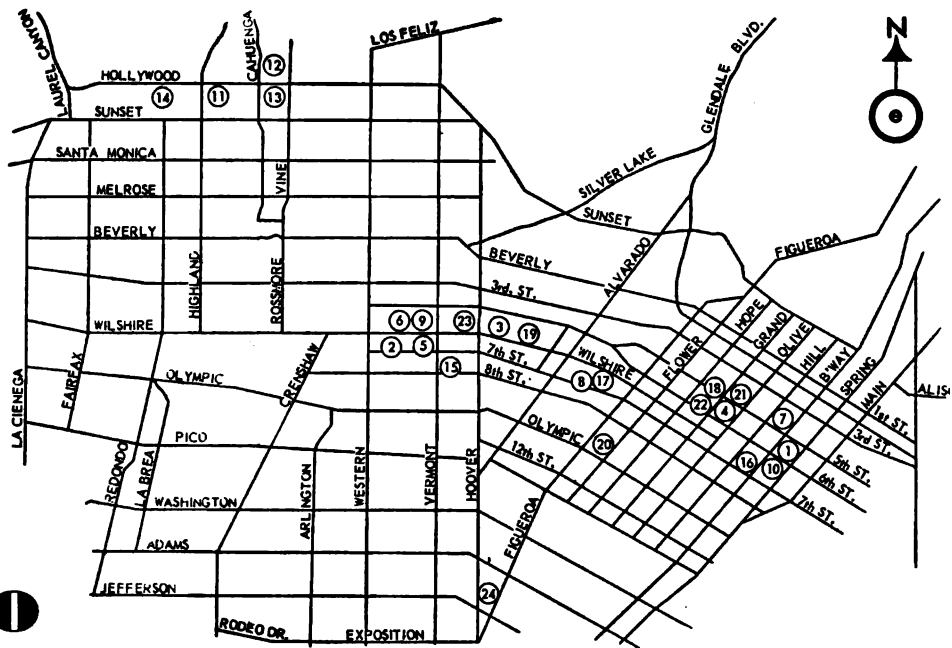 LAUREL CANYON
CAHUENGA
LOS FELIZ
GLENDALE BLVD.
N
HOLLYWOOD
12
14
11
13
SUNSET
SANTA MONICA
SILVER LAKE
MELROSE
VINE
SUNSET
BEVERLY
BEVERLY
FIGUEROA
ALVARADO
HIGHLAND
ROSSMORE
3rd. ST.
HOPE
GRAND
OLIVE
HILL
B'WAY
SPRING
MAIN
WILSHIRE
6
9
23
3
19
2
5
7th ST.
WILSHIRE
FLOWER
LA CIENEGA
FAIRFAX
OLYMPIC
CRENSHAW
15
8th ST.
8
17
18
21
22
4
7
1st ST.
3rd ST.
ALISO
PICO
OLYMPIC
12th ST.
20
16
10
1
5th ST.
6th ST.
7th ST.
REDONDO
LA BREA
ARLINGTON
WESTERN
VERMONT
HOOVER
WASHINGTON
FIGUEROA
ADAMS
JEFFERSON
24
RODEO DR.
EXPOSITION